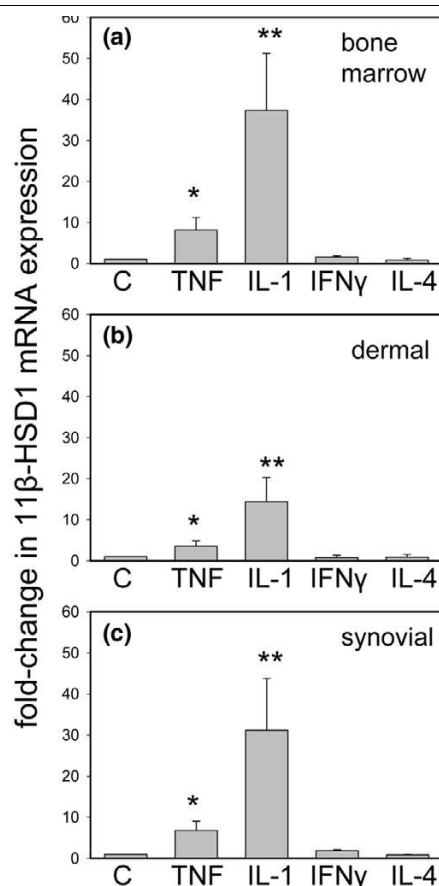 fold-change in 11β-HSD1 mRNA expression
(a)
bone
marrow
60
50
40
30
20
10
0
*
**
C TNF IL-1 IFNγ IL-4
(b)
dermal
60
50
40
30
20
10
0
*
**
C TNF IL-1 IFNγ IL-4
(c)
synovial
60
50
40
30
20
10
0
*
**
C TNF IL-1 IFNγ IL-4